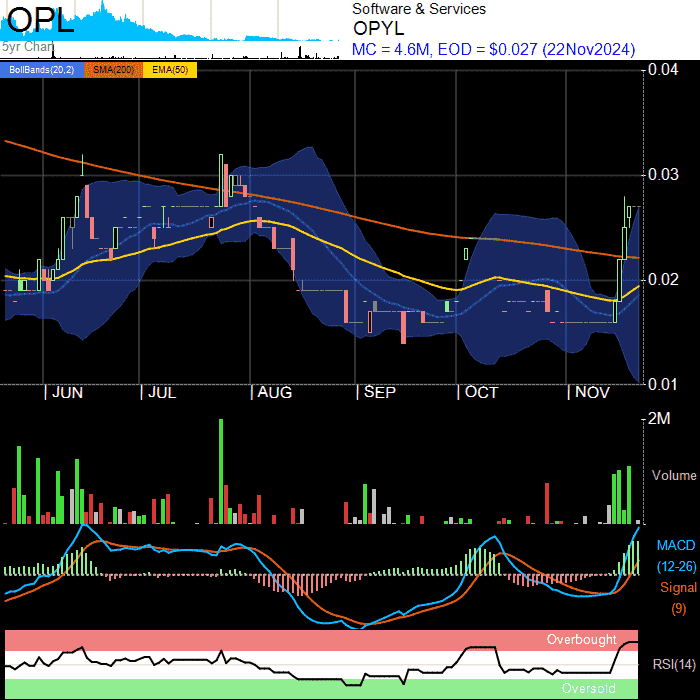 OPL
5yr Chart
Software & Services
OPYL
MC = 4.6M, EOD = $0.027 (22Nov2024)
BollBands(20,2) SMA(200) EMA(50)
0.04
0.03
0.02
0.01
| JUN | JUL | AUG | SEP | OCT | NOV
2M
Volume
MACD
(12-26)
Signal
(9)
Overbought
RSI(14)
Oversold